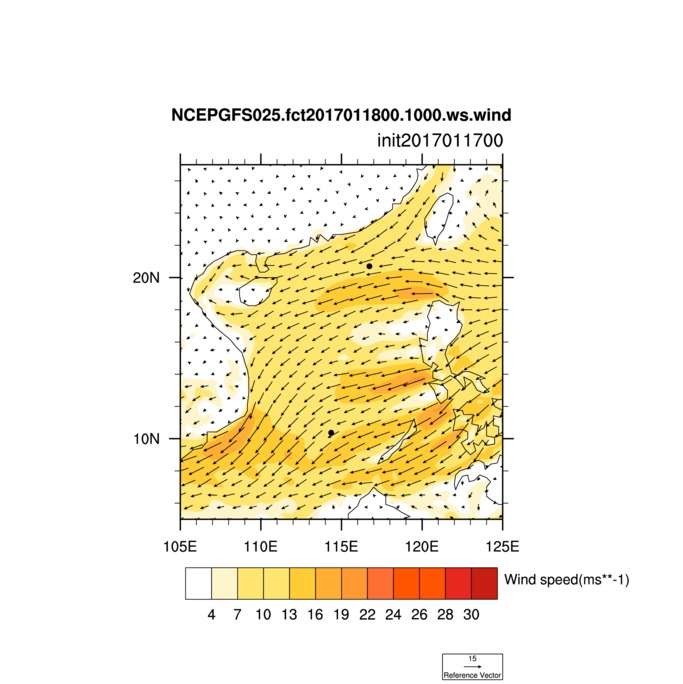 NCEPGFS025.fct2017011800.1000.ws.wind
init2017011700
20N
10N
105E 110E 115E 120E 125E
Wind speed(ms**-1)
4 7 10 13 16 19 22 24 26 28 30
15
Reference Vector